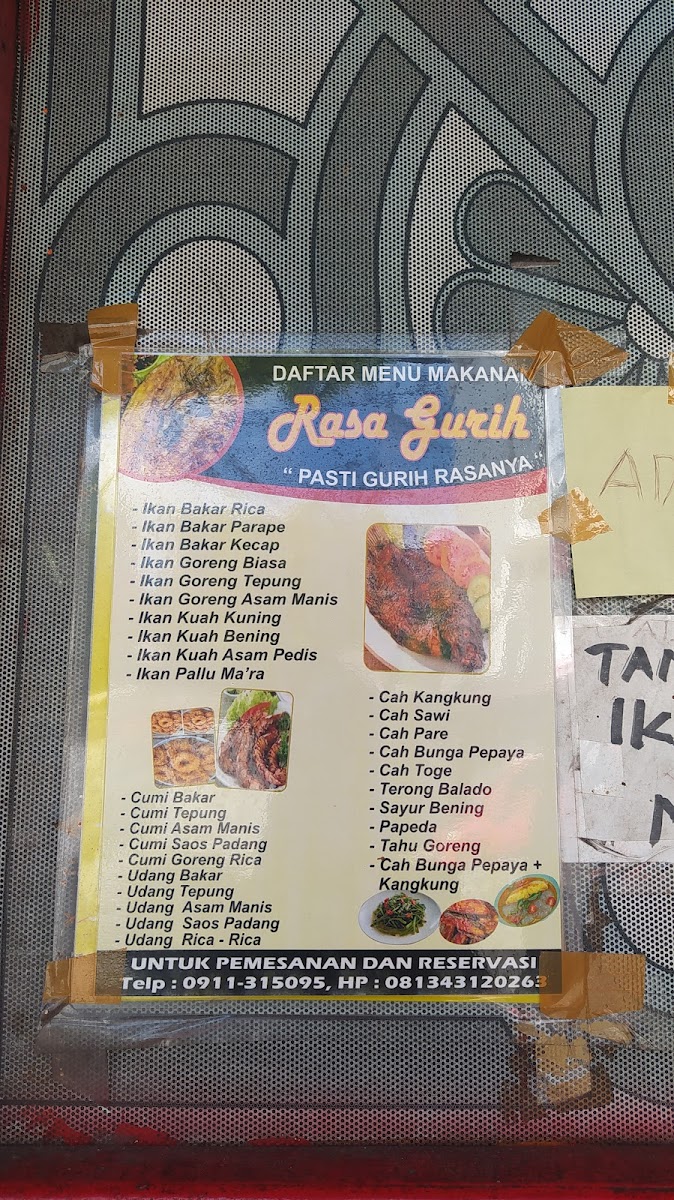 DAFTAR MENU MAKANAN
Rasa Gurih
“ PASTI GURIH RASANYA “
- Ikan Bakar Rica
- Ikan Bakar Parape
- Ikan Bakar Kecap
- Ikan Goreng Biasa
- Ikan Goreng Tepung
- Ikan Goreng Asam Manis
- Ikan Kuah Kuning
- Ikan Kuah Bening
- Ikan Kuah Asam Pedis
- Ikan Pallu Ma'ra
- Cumi Bakar
- Cumi Tepung
- Cumi Asam Manis
- Cumi Saos Padang
- Cumi Goreng Rica
- Udang Bakar
- Udang Tepung
- Udang Asam Manis
- Udang Saos Padang
- Udang Rica - Rica
- Cah Kangkung
- Cah Sawi
- Cah Pare
- Cah Bunga Pepaya
- Cah Toge
- Terong Balado
- Sayur Bening
- Papeda
- Tahu Goreng
- Cah Bunga Pepaya +
Kangkung
UNTUK PEMESANAN DAN RESERVASI
Telp : 0911-315095, HP : 081343120263